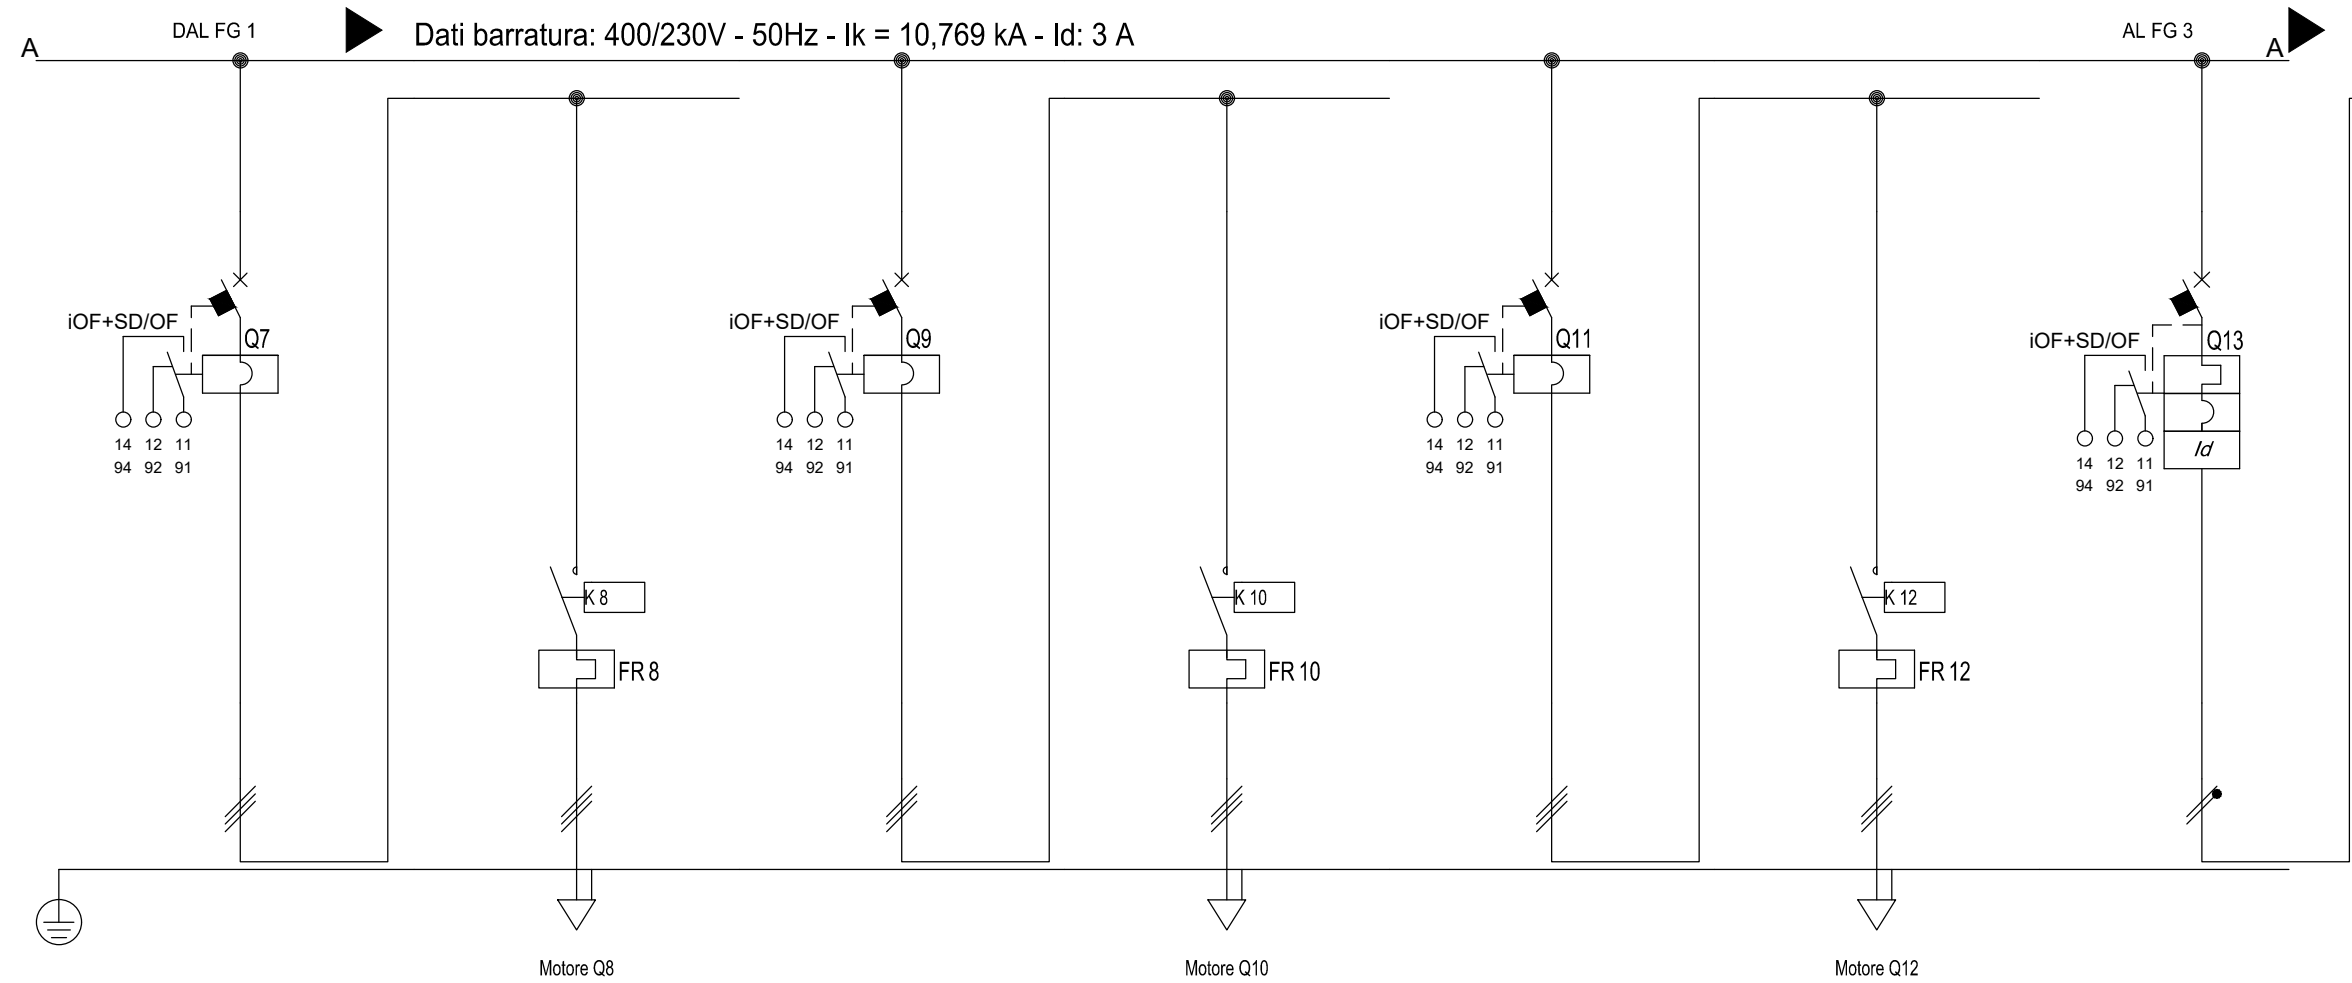 DAL FG 1
Dati barratura: 400/230V - 50Hz - Ik = 10,769 kA - Id: 3 A
AL FG 3
A
A
iOF+SD/OF
Q7
14 12 11
94 92 91
iOF+SD/OF
Q9
14 12 11
94 92 91
iOF+SD/OF
Q11
14 12 11
94 92 91
iOF+SD/OF
Q13
Id
14 12 11
94 92 91
K 8
FR 8
K 10
FR 10
K 12
FR 12
Motore Q8
Motore Q10
Motore Q12